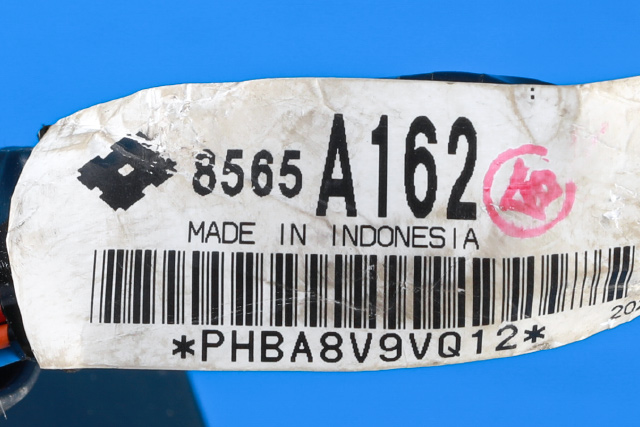 8565 A162
MADE IN INDONESIA
*PHBA8V9VQ12*